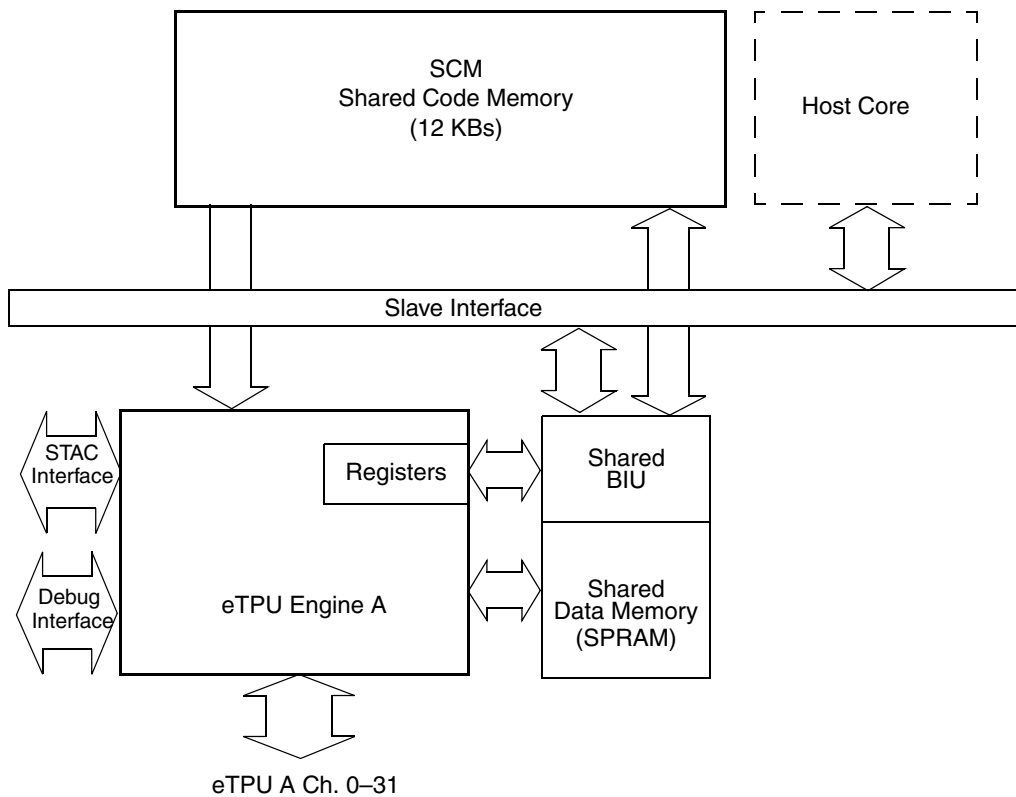 SCM
Shared Code Memory
(12 KBs)
Host Core
Slave Interface
STAC
Interface
Registers
Shared
BIU
Debug
Interface
eTPU Engine A
Shared
Data Memory
(SPRAM)
eTPU A Ch. 0–31